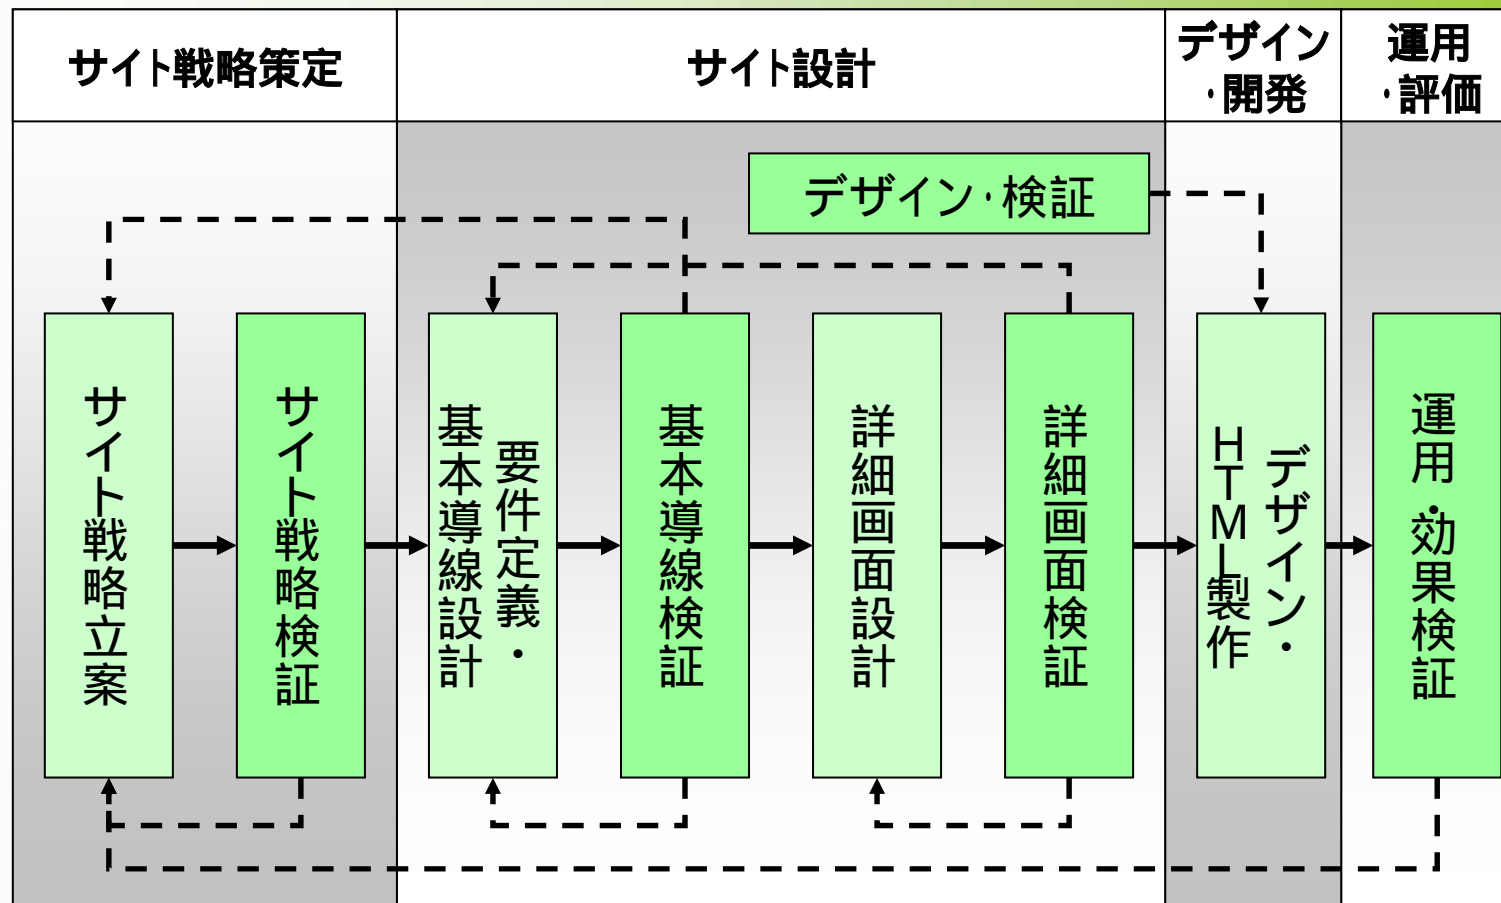 サイト戦略策定
サイト設計
デザイン
・開発
運用
・評価
デザイン・検証
サイト戦略立案
サイト戦略検証
要件定義・
基本導線設計
基本導線検証
詳細画面設計
詳細画面検証
デザイン・
HTML製作
運用・効果検証